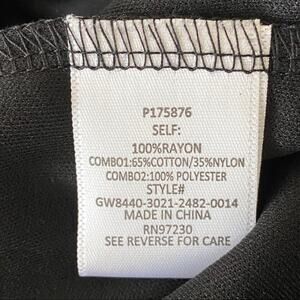 P175876
SELF:
100%RAYON
COMBO1:65%COTTON/35%NYLON
COMBO2:100% POLYESTER
STYLE#
GW8440-3021-2482-0014
MADE IN CHINA
RN97230
SEE REVERSE FOR CARE